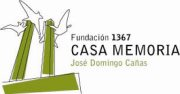 Fundación 1367
CASA MEMORIA
José Domingo Cañas